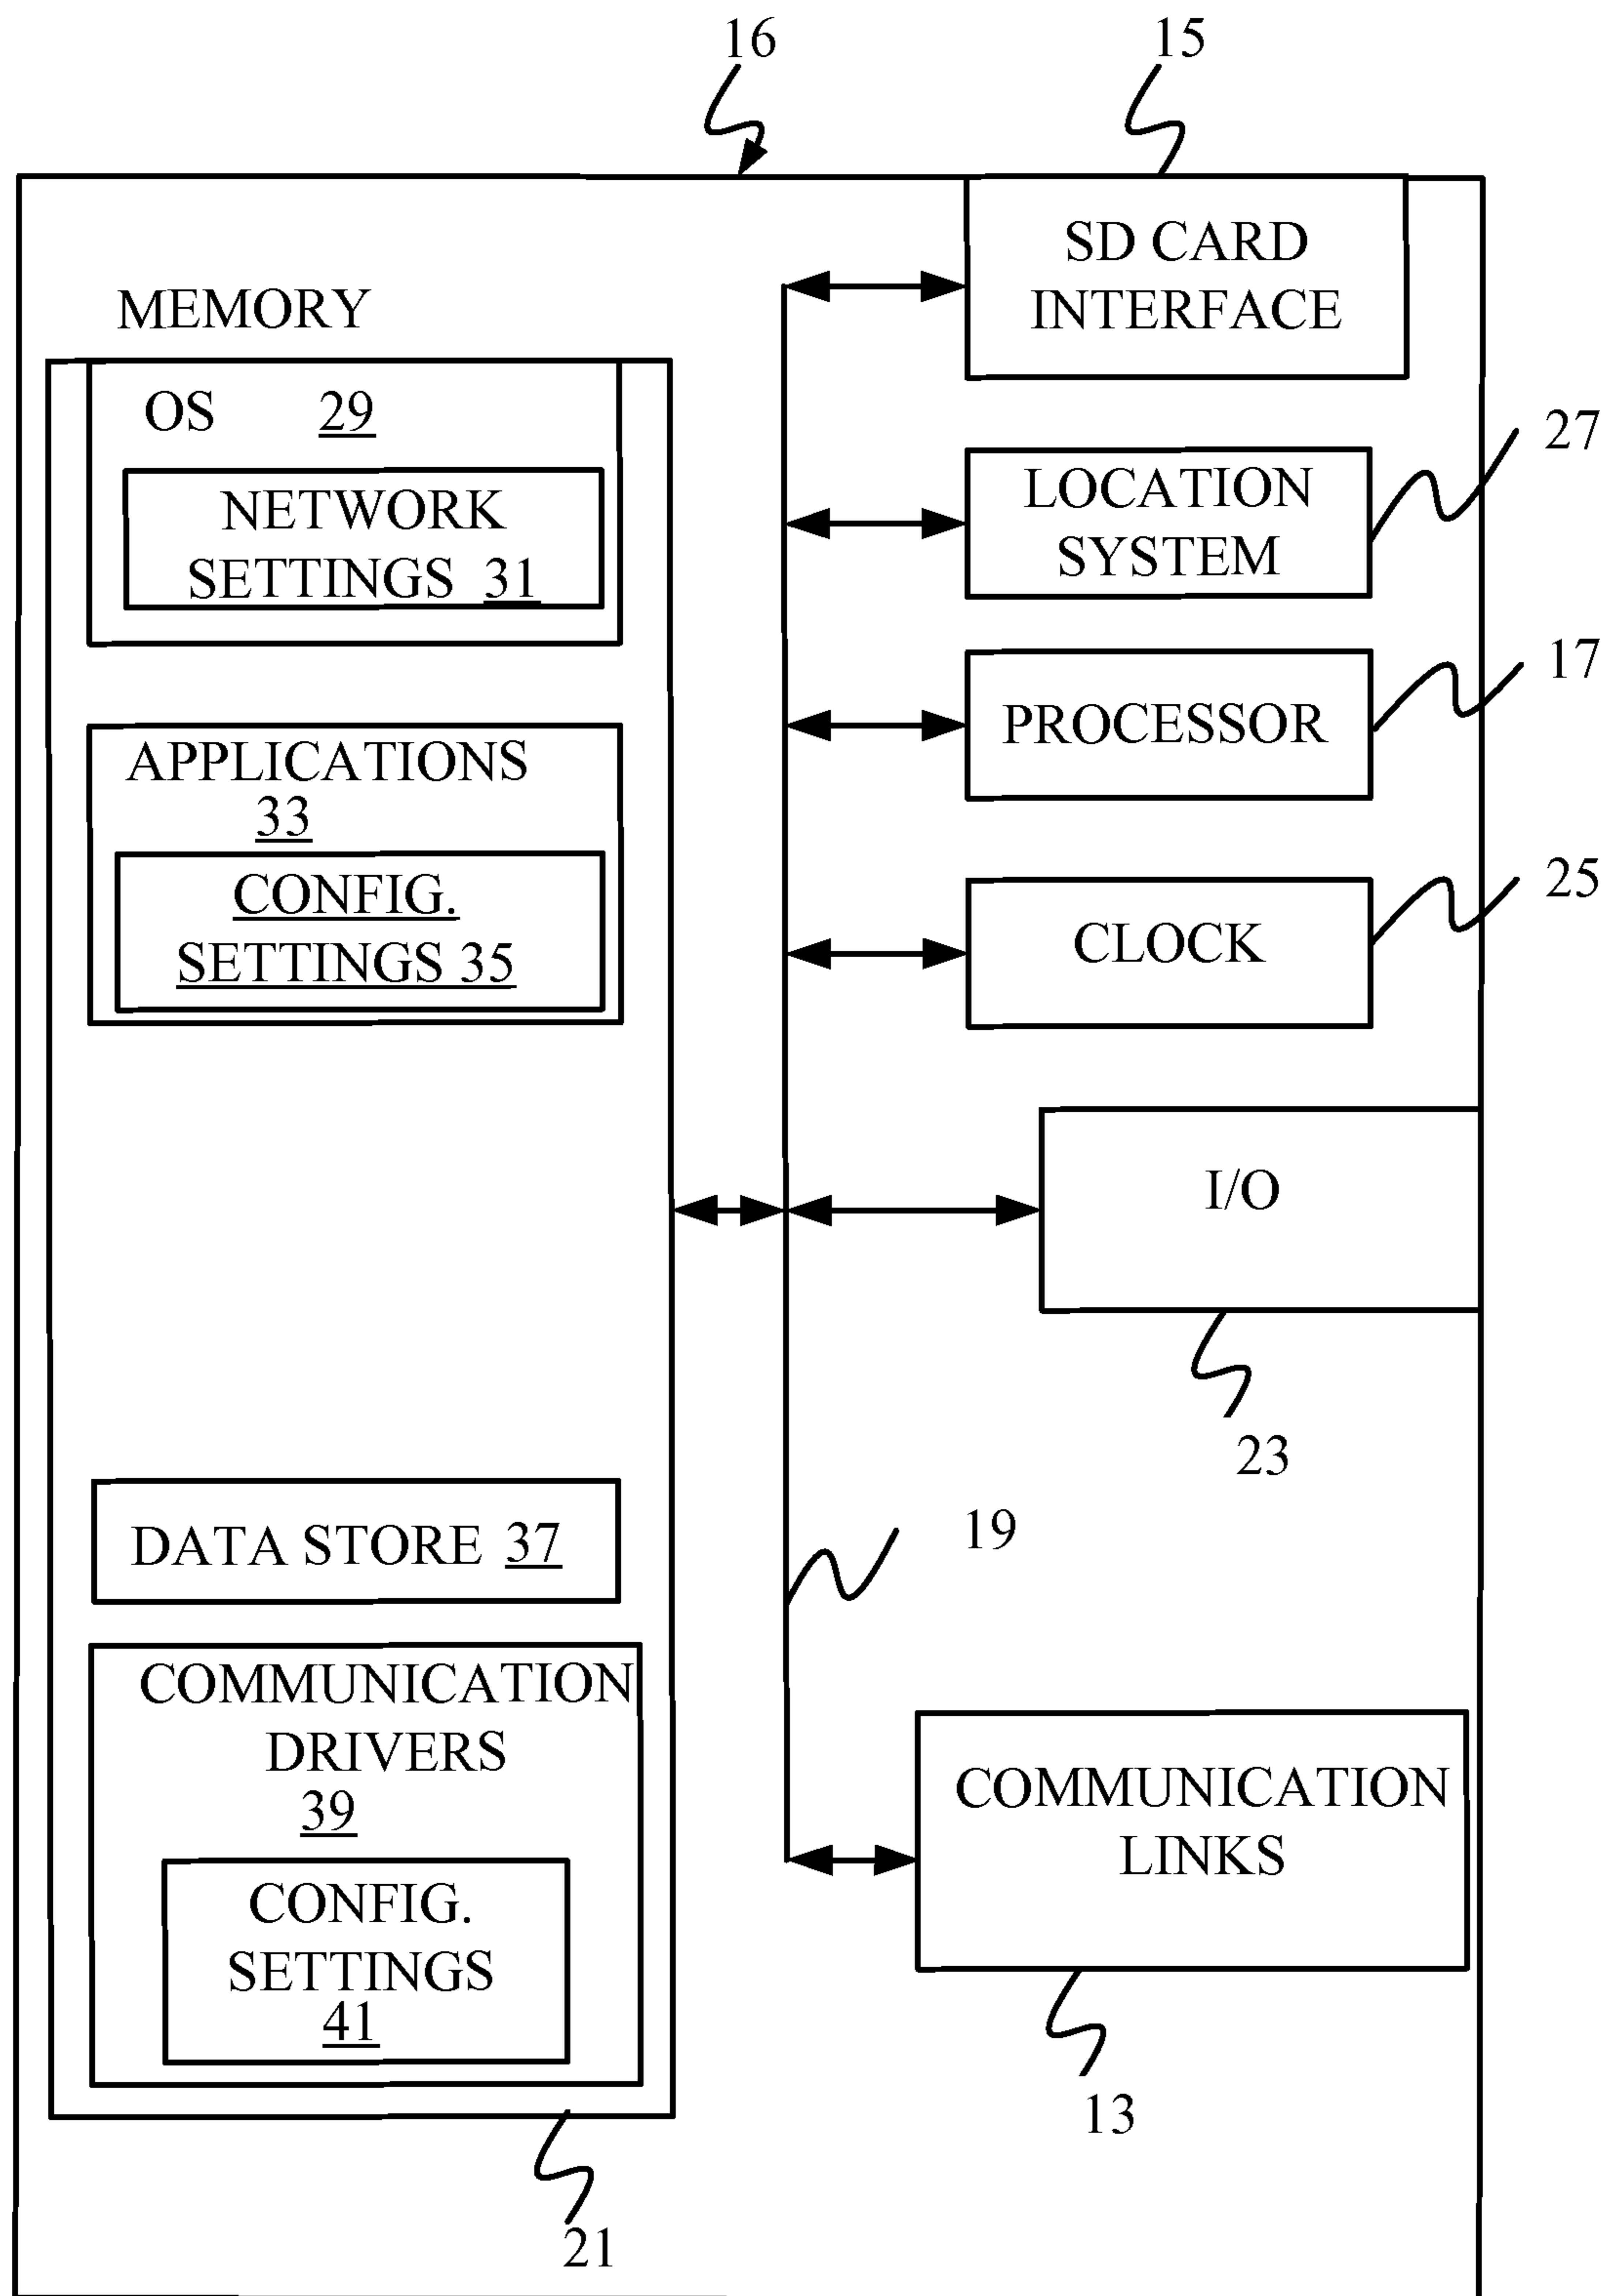 16
15
SD CARD
INTERFACE
MEMORY
OS 29
NETWORK
SETTINGS 31
27
LOCATION
SYSTEM
17
PROCESSOR
APPLICATIONS
33
CONFIG.
SETTINGS 35
25
CLOCK
I/O
23
19
DATA STORE 37
COMMUNICATION
DRIVERS
39
CONFIG.
SETTINGS
41
COMMUNICATION
LINKS
13
21